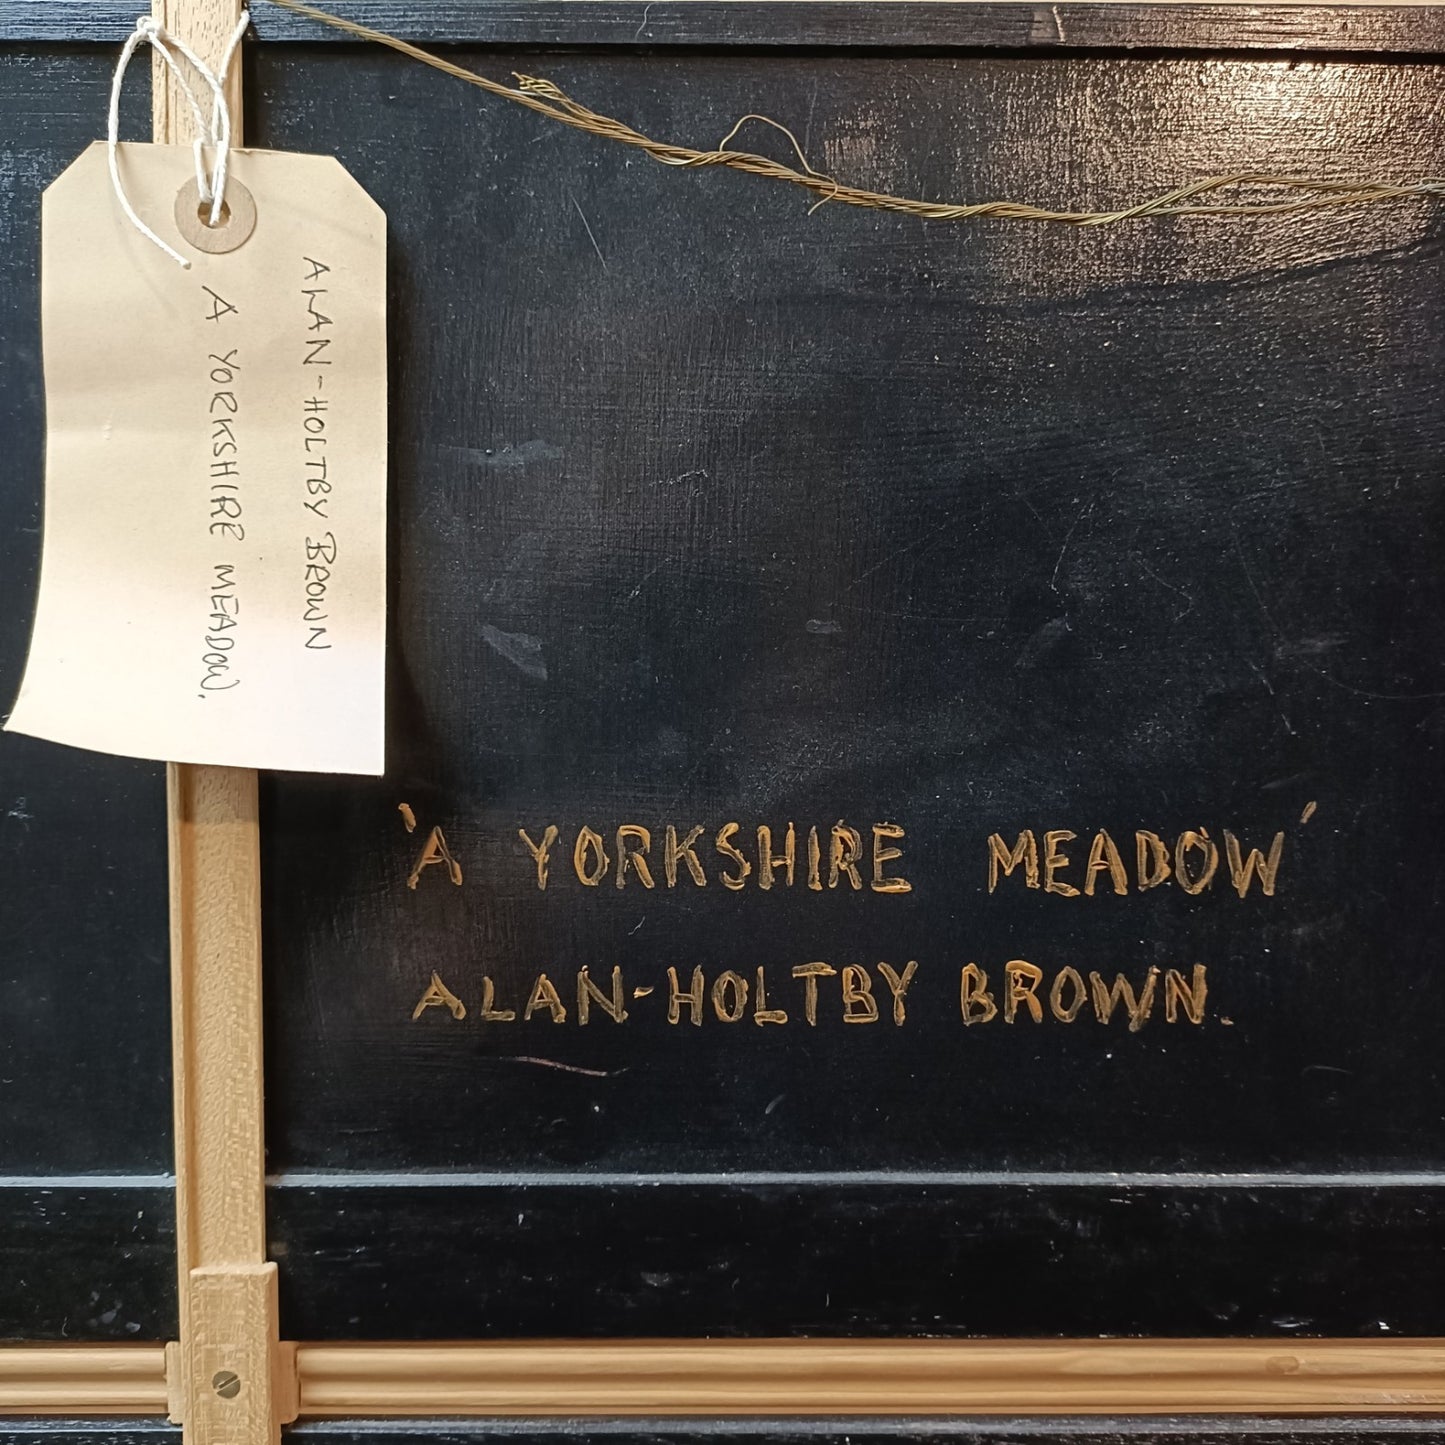 ALAN-HOLTBY BROWN
A YORKSHIRE MEADOW.
'A YORKSHIRE MEADOW'
ALAN-HOLTBY BROWN.